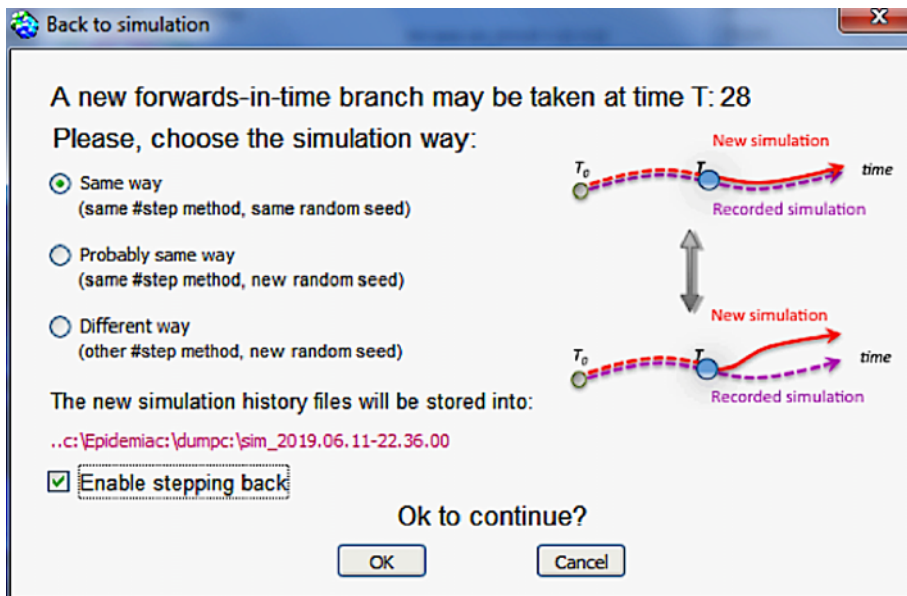 Back to simulation
X
A new forwards-in-time branch may be taken at time T: 28
Please, choose the simulation way:
Same way
(same #step method, same random seed)
Probably same way
(same #step method, new random seed)
Different way
(other #step method, new random seed)
New simulation
T0
T
time
Recorded simulation
New simulation
T0
T
time
Recorded simulation
The new simulation history files will be stored into:
..c:\Epidemiac:\dumpc:\sim_2019.06.11-22.36.00
Enable stepping back
Ok to continue?
OK
Cancel